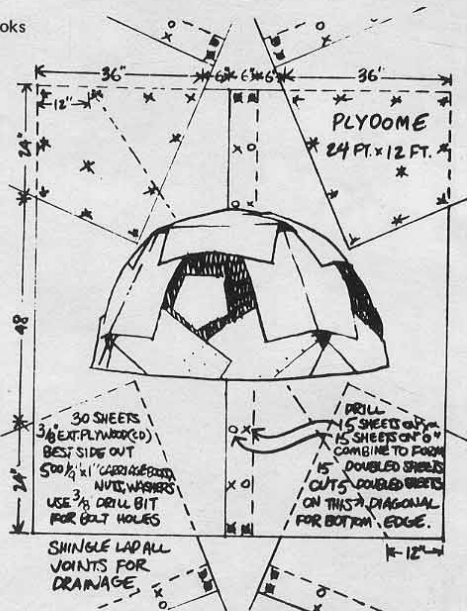 ooks
36" 6" 6" 6" 36"
12"
PLYDOME
24 FT. x 12 FT.
24"
48
24"
30 SHEETS
3/8" EXT. PLYWOOD (CD)
BEST SIDE OUT
500 1/4" x 1" CARRIAGE BOLTS,
NUTS, WASHERS
USE 3/8 DRILL BIT
FOR BOLT HOLES
SHINGLE LAP ALL
JOINTS FOR
DRAINAGE
DRILL
15 SHEETS ON "X"
15 SHEETS ON "O"
COMBINE TO FORM
15 DOUBLED SHEETS
CUT 5 DOUBLED SHEETS
ON THIS DIAGONAL
FOR BOTTOM EDGE.
12"